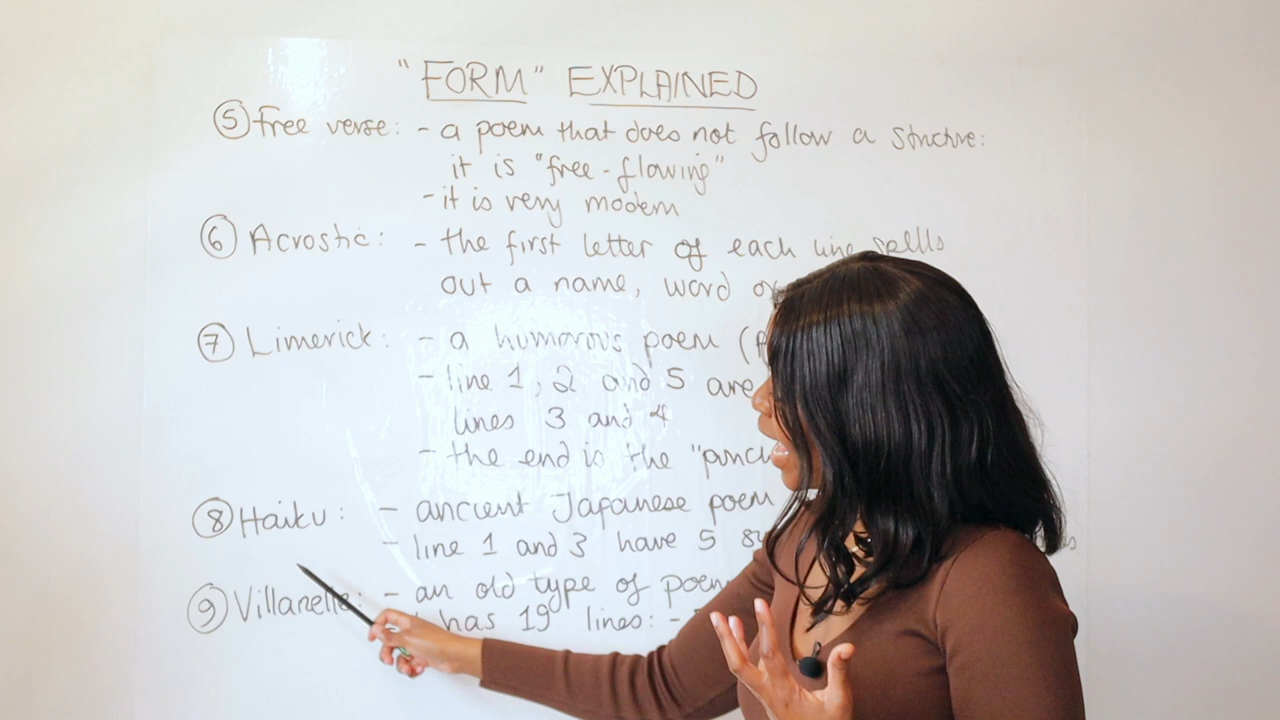 "FORM" EXPLAINED
⑤ Free verse: - a poem that does not follow a structure:
it is "free-flowing"
- it is very modern
⑥ Acrostic: - the first letter of each line spells
out a name, word or
⑦ Limerick: - a humorous poem (
- line 1, 2 and 5 are
lines 3 and 4
- the end is the "punch
⑧ Haiku: - ancient Japanese poem
- line 1 and 3 have 5
⑨ Villanelle: - an old type of poem
has 19 lines: -